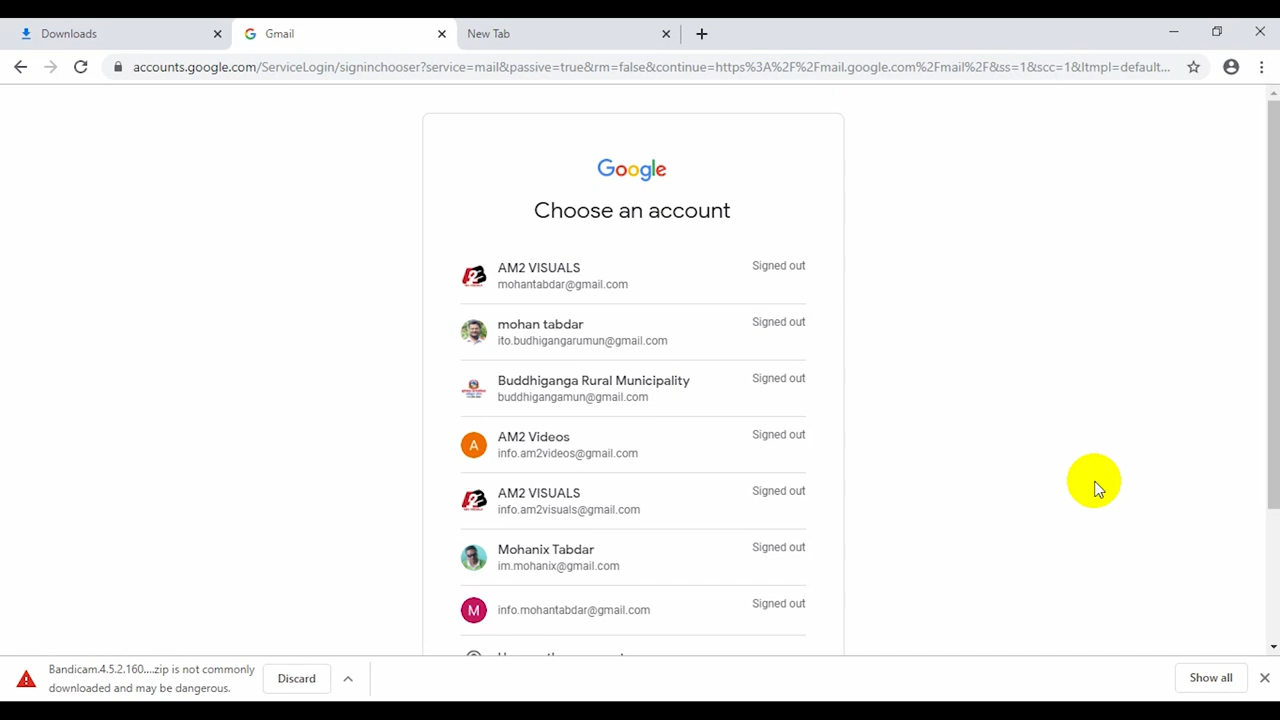 Downloads
Gmail
New Tab
accounts.google.com/ServiceLogin/signinchooser?service=mail&passive=true&rm=false&continue=https%3A%2F%2Fmail.google.com%2Fmail%2F&ss=1&scc=1&ltmpl=default...
Google
Choose an account
AM2 VISUALS
mohantabdar@gmail.com
Signed out
mohan tabdar
ito.budhigangarumun@gmail.com
Signed out
Buddhiganga Rural Municipality
buddhigangamun@gmail.com
Signed out
A
AM2 Videos
info.am2videos@gmail.com
Signed out
AM2 VISUALS
info.am2visuals@gmail.com
Signed out
Mohanix Tabdar
im.mohanix@gmail.com
Signed out
M
info.mohantabdar@gmail.com
Signed out
Bandicam.4.5.2.160....zip is not commonly
downloaded and may be dangerous.
Discard
Show all